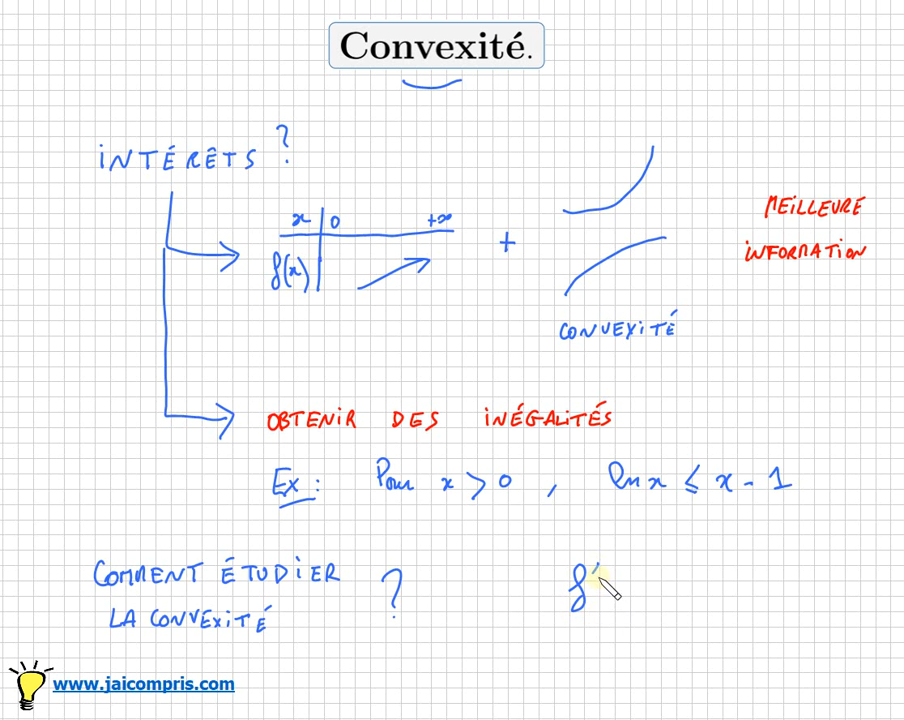 Convexité.
INTÉRÊTS ?
x 0 +∞
f(x)
+
CONVEXITÉ
MEILLEURE
INFORMATION
OBTENIR DES INÉGALITÉS
Ex : Pour x > 0 , ln x ≤ x - 1
COMMENT ÉTUDIER
LA CONVEXITÉ ?
f'
www.jaicompris.com